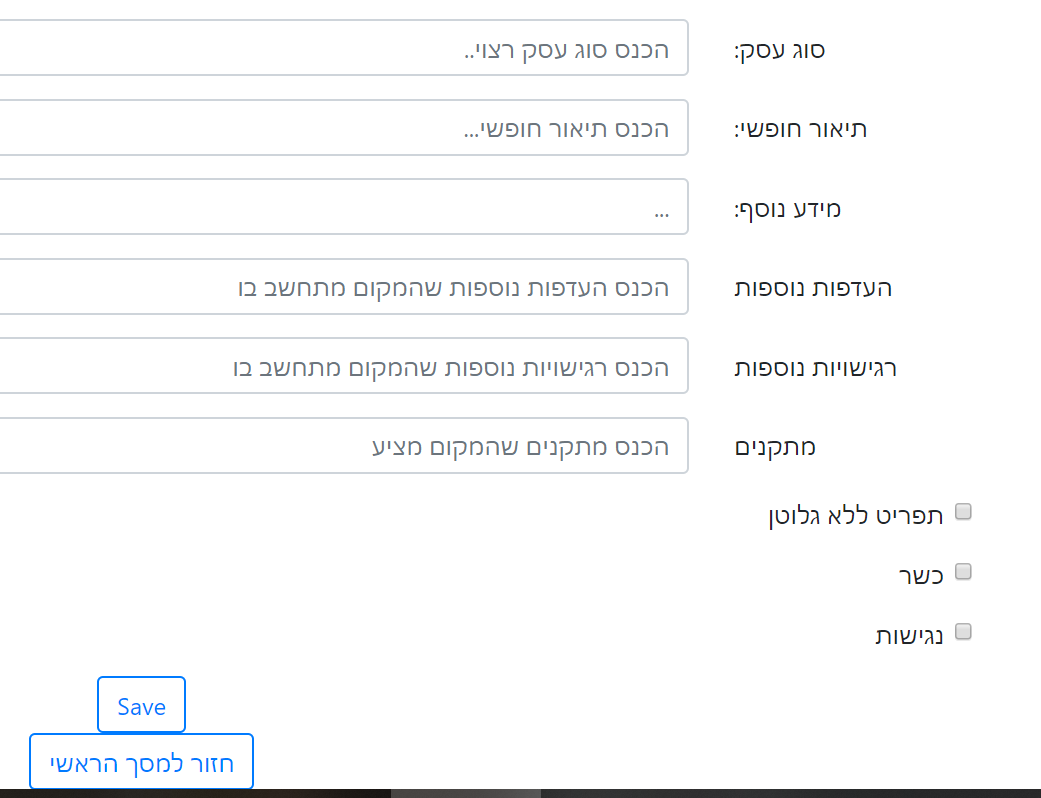 סוג עסק:
הכנס סוג עסק רצוי..
תיאור חופשי:
הכנס תיאור חופשי...
מידע נוסף:
...
העדפות נוספות
הכנס העדפות נוספות שהמקום מתחשב בו
רגישויות נוספות
הכנס רגישויות נוספות שהמקום מתחשב בו
מתקנים
הכנס מתקנים שהמקום מציע
תפריט ללא גלוטן
כשר
נגישות
Save
חזור למסך הראשי